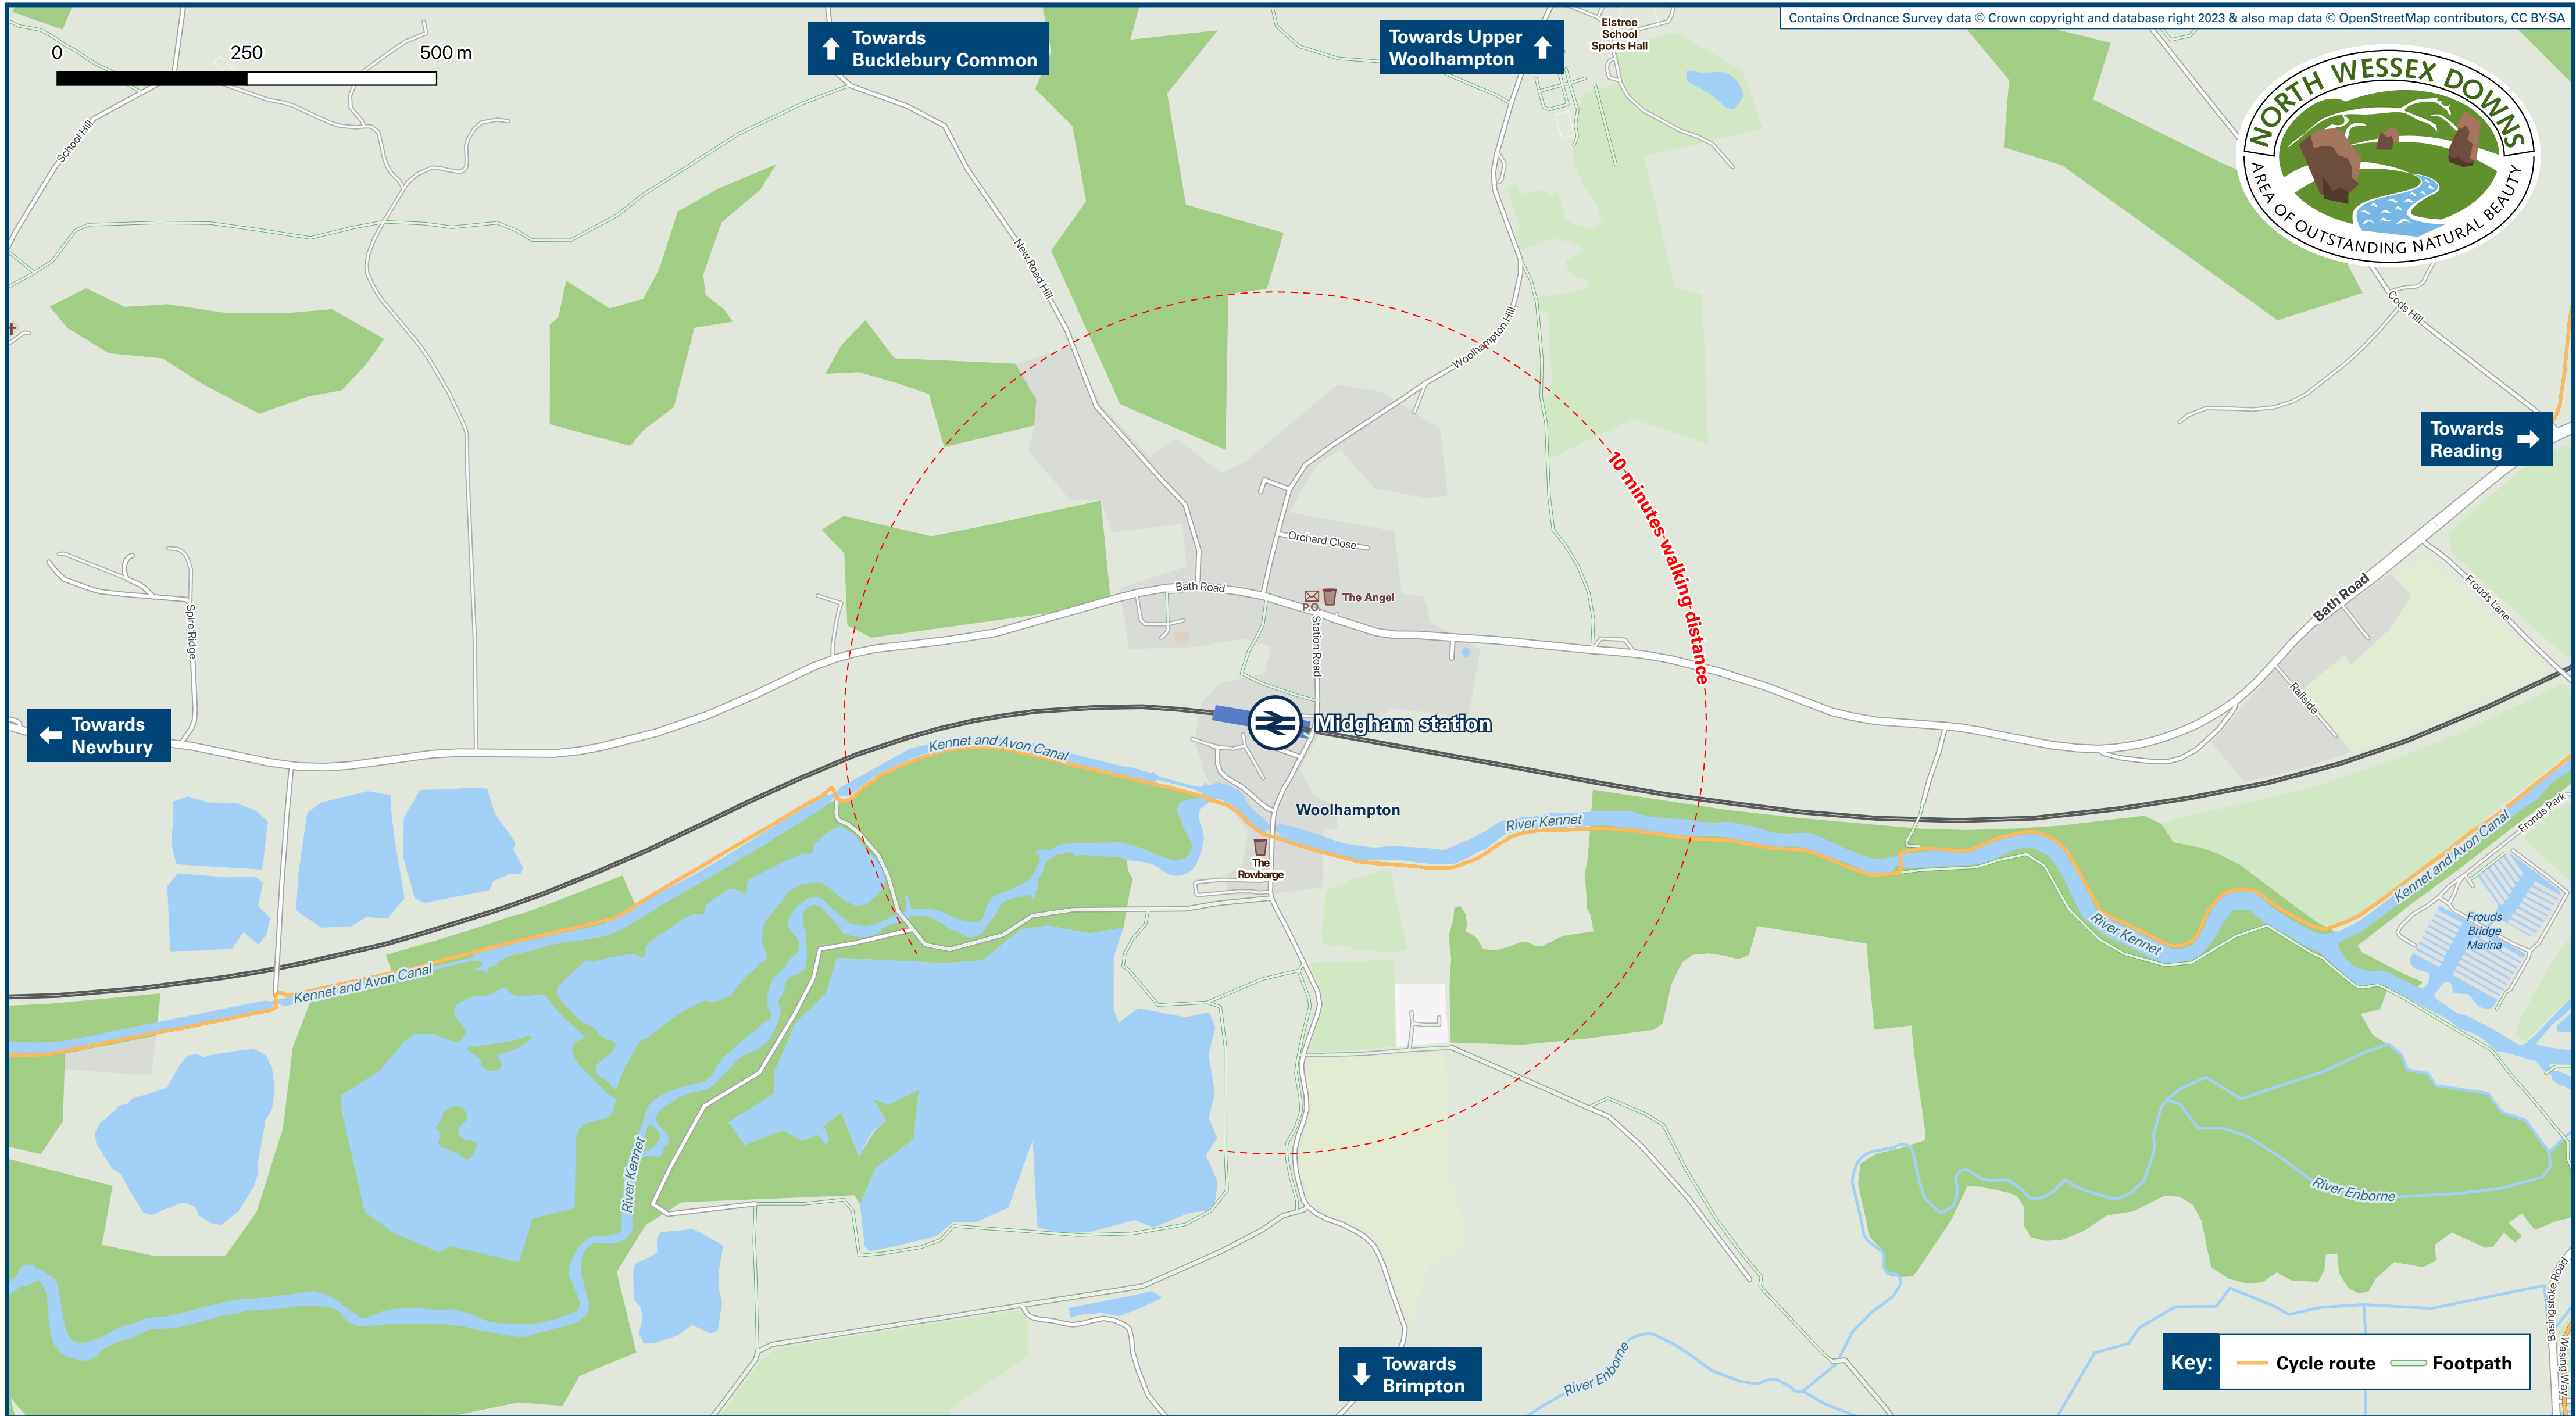 Contains Ordnance Survey data © Crown copyright and database right 2023 & also map data © OpenStreetMap contributors, CC BY-SA
0 250 500 m
Towards
Bucklebury Common
Towards Upper
Woolhampton
Elstree
School
Sports Hall
NORTH WESSEX DOWNS
AREA OF OUTSTANDING NATURAL BEAUTY
School Hill
New Road Hill
Woolhampton Hill
Cods Hill
Towards
Reading
10 minutes walking distance
Orchard Close
Bath Road
The Angel
P.O.
Station Road
Spire Ridge
Bath Road
Frouds Lane
Railside
Towards
Newbury
Midgham station
Kennet and Avon Canal
Woolhampton
River Kennet
The
Rowbarge
Fronds Park
Kennet and Avon Canal
Frouds
Bridge
Marina
River Kennet
Kennet and Avon Canal
River Kennet
River Enborne
River Enborne
Basingstoke Road
Wasing Way
Towards
Brimpton
Key:
Cycle route
Footpath